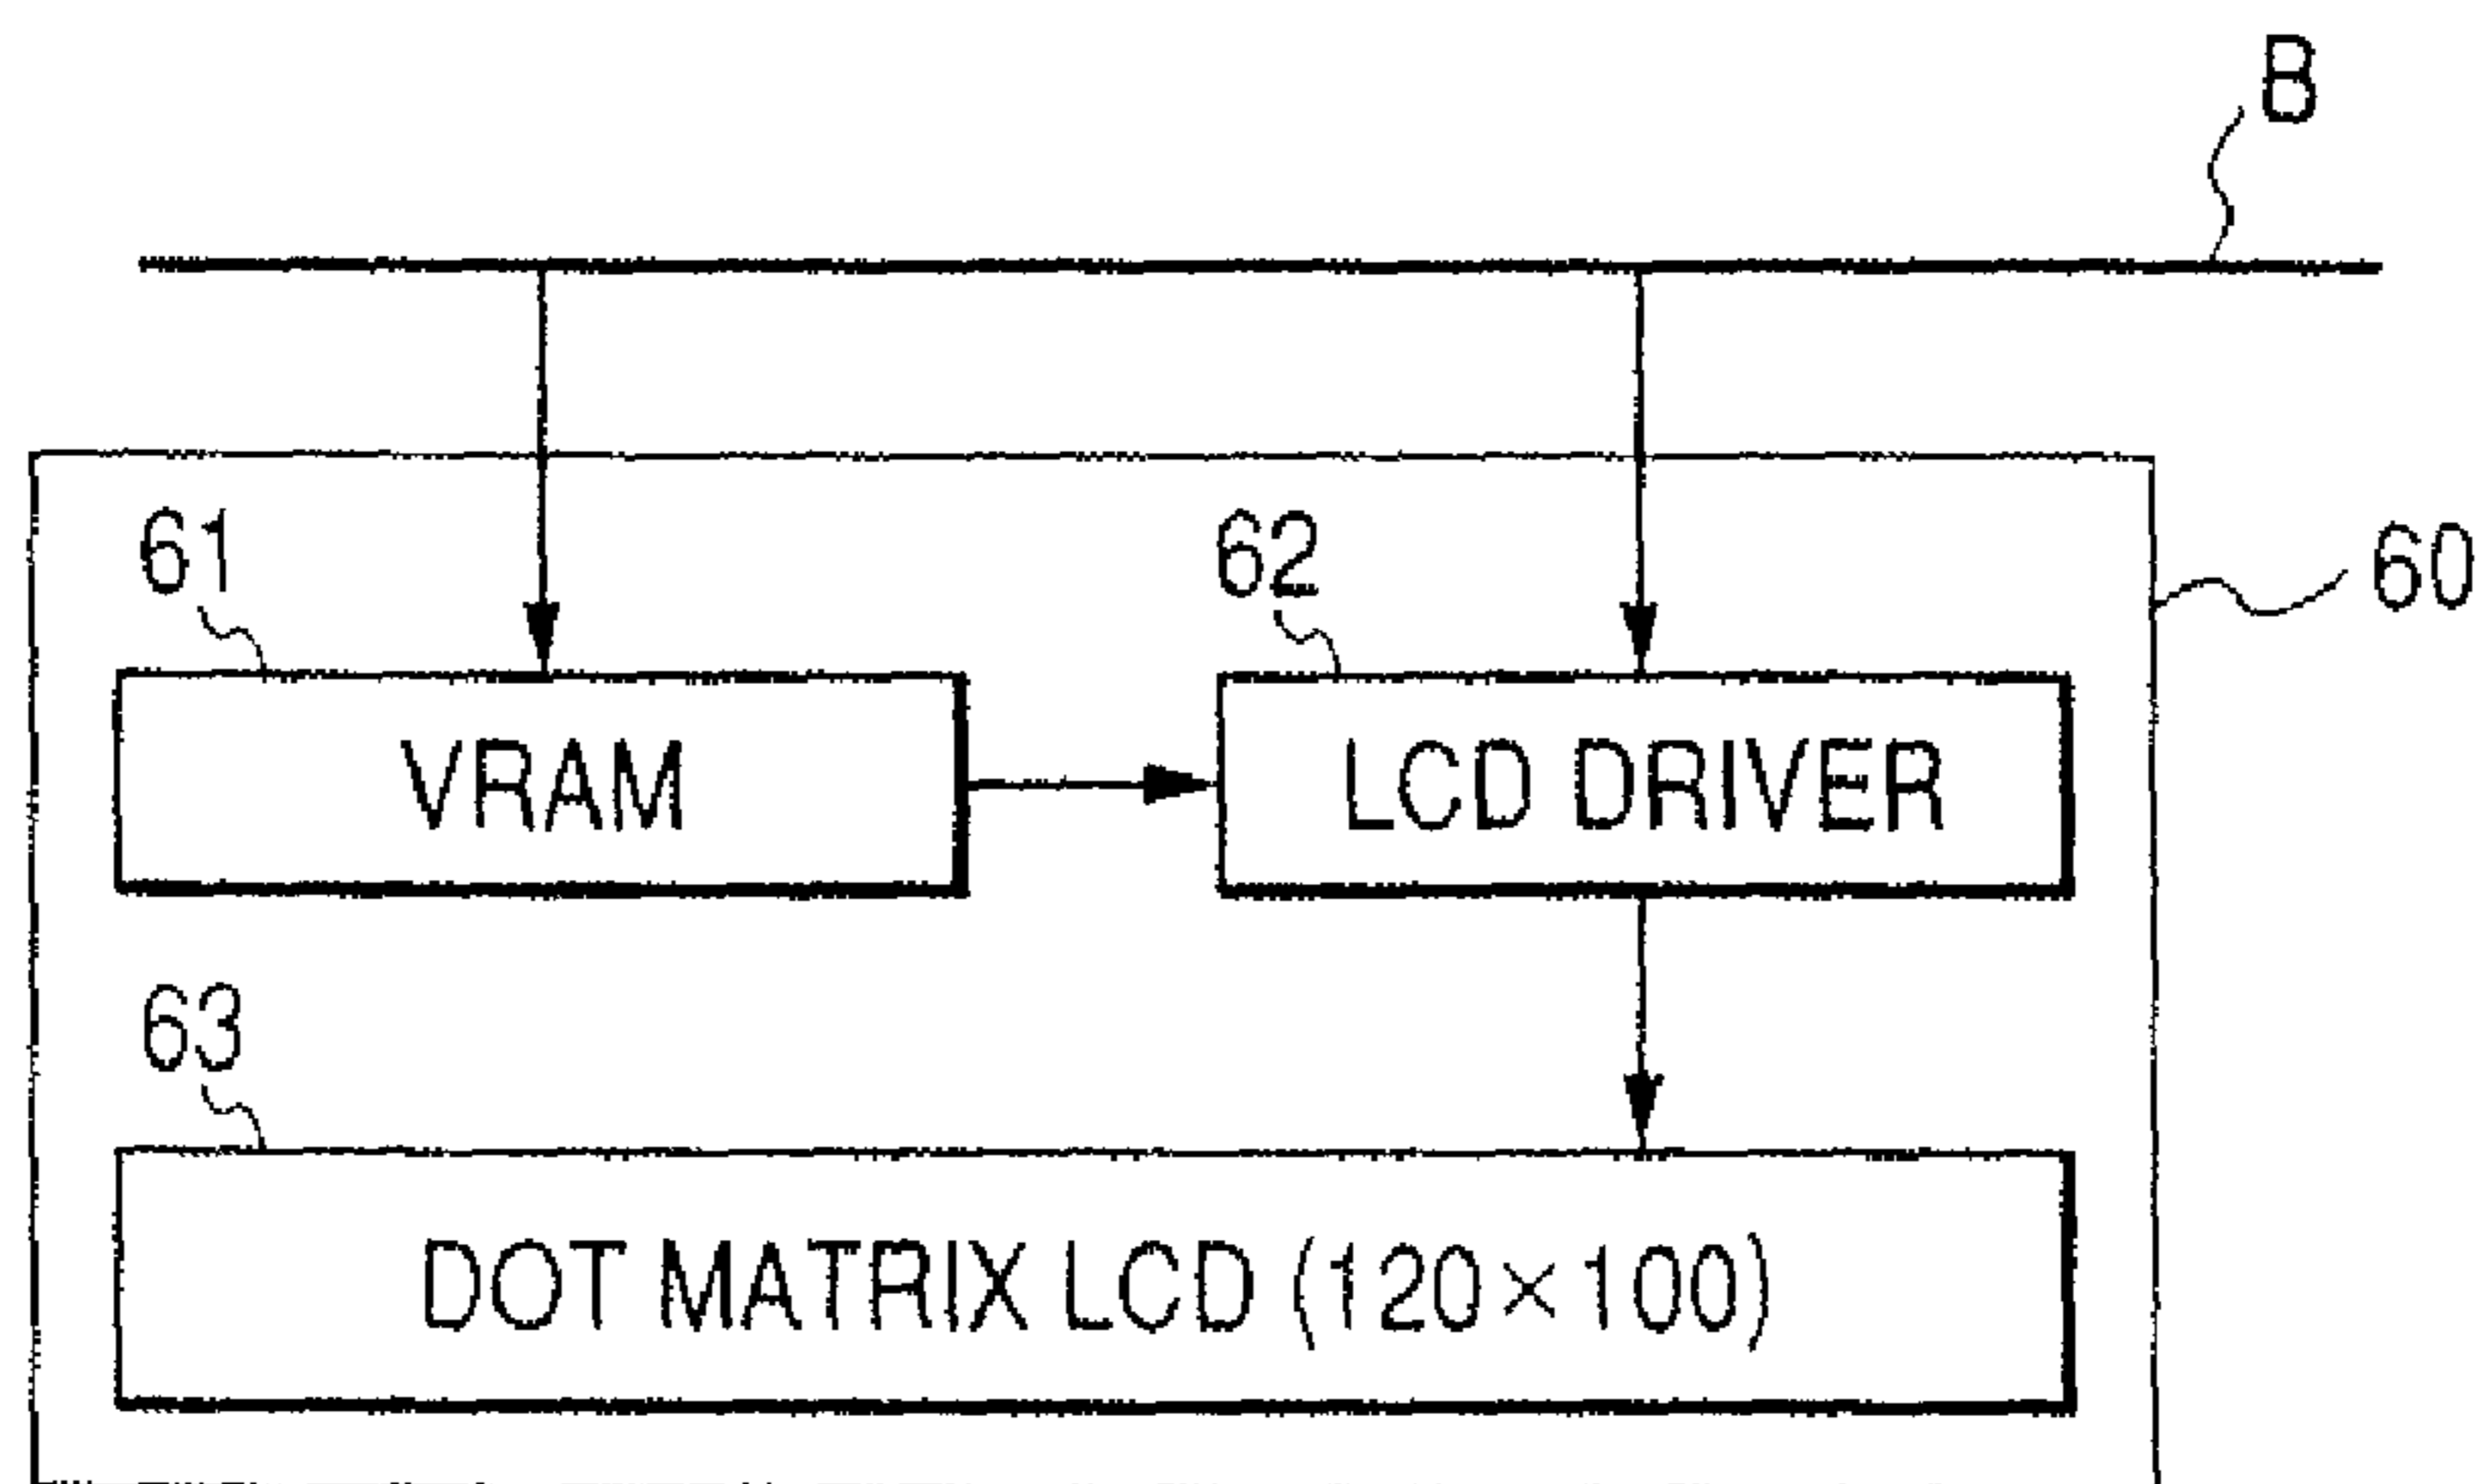 B
61
62
60
VRAM
LCD DRIVER
63
DOT MATRIX LCD (120×100)